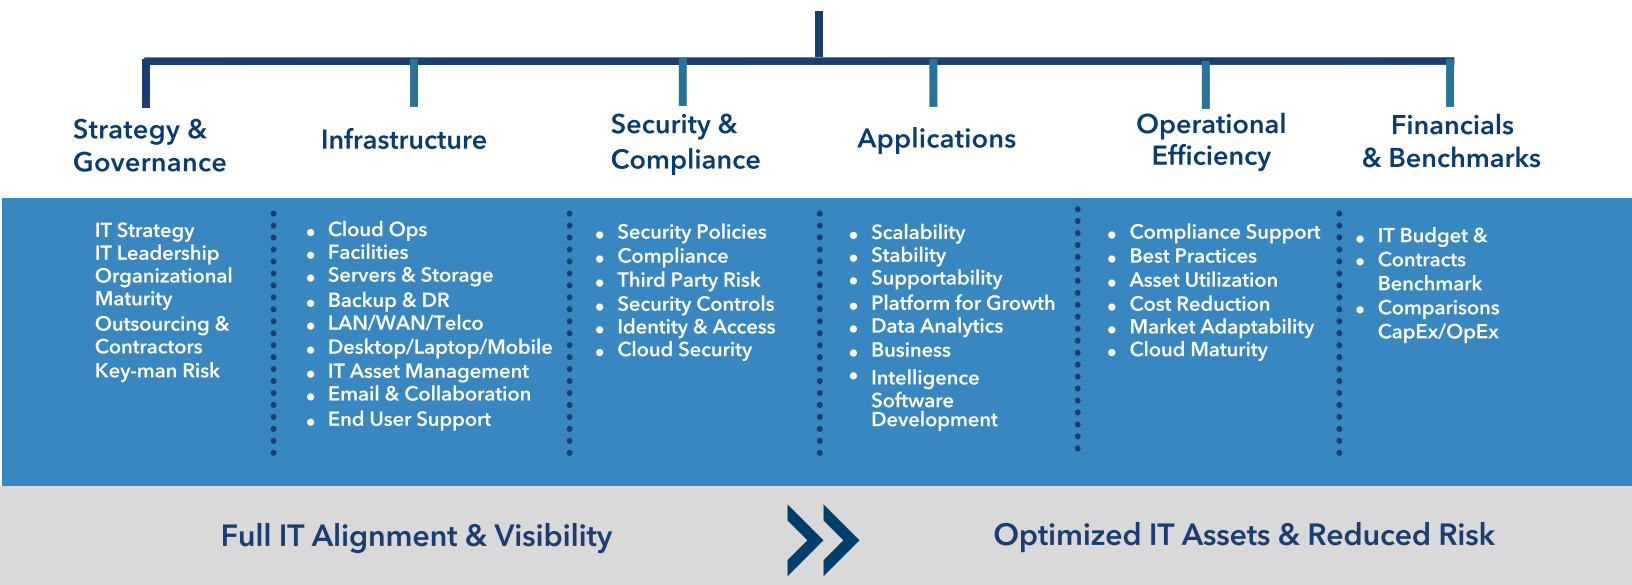 Strategy &
Governance
Infrastructure
Security &
Compliance
Applications
Operational
Efficiency
Financials
& Benchmarks
IT Strategy
IT Leadership
Organizational
Maturity
Outsourcing &
Contractors
Key-man Risk
Cloud Ops
Facilities
Servers & Storage
Backup & DR
LAN/WAN/Telco
Desktop/Laptop/Mobile
IT Asset Management
Email & Collaboration
End User Support
Security Policies
Compliance
Third Party Risk
Security Controls
Identity & Access
Cloud Security
Scalability
Stability
Supportability
Platform for Growth
Data Analytics
Business
Intelligence
Software
Development
Compliance Support
Best Practices
Asset Utilization
Cost Reduction
Market Adaptability
Cloud Maturity
IT Budget &
Contracts
Benchmark
Comparisons
CapEx/OpEx
Full IT Alignment & Visibility
Optimized IT Assets & Reduced Risk